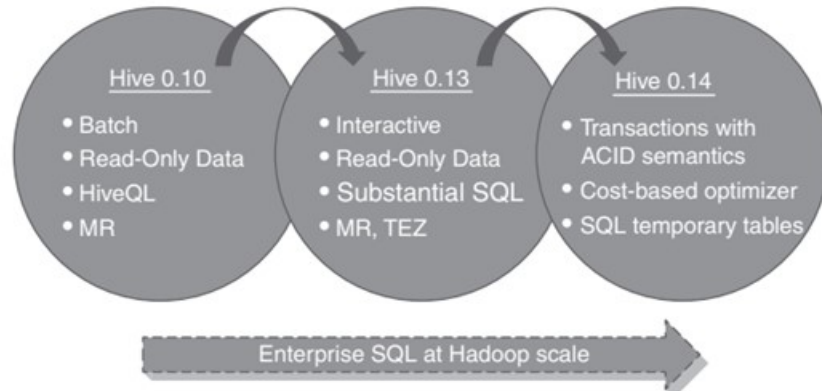 Hive 0.10
• Batch
• Read-Only Data
• HiveQL
• MR
Hive 0.13
• Interactive
• Read-Only Data
• Substantial SQL
• MR, TEZ
Hive 0.14
• Transactions with
ACID semantics
• Cost-based optimizer
• SQL temporary tables
Enterprise SQL at Hadoop scale